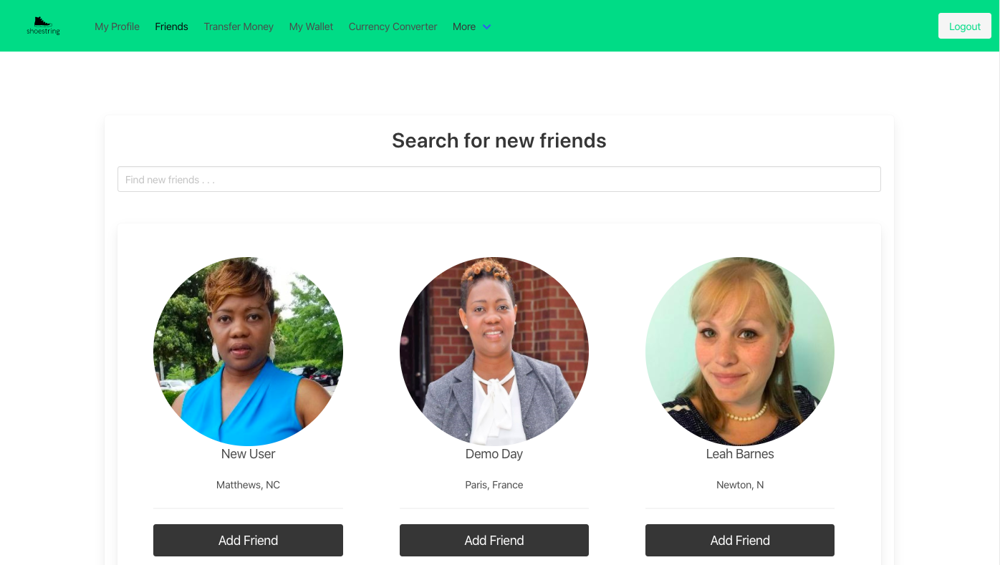 shoestring
My Profile Friends Transfer Money My Wallet Currency Converter More Logout
Search for new friends
Find new friends . . .
New User Demo Day Leah Barnes
Matthews, NC Paris, France Newton, N
Add Friend Add Friend Add Friend